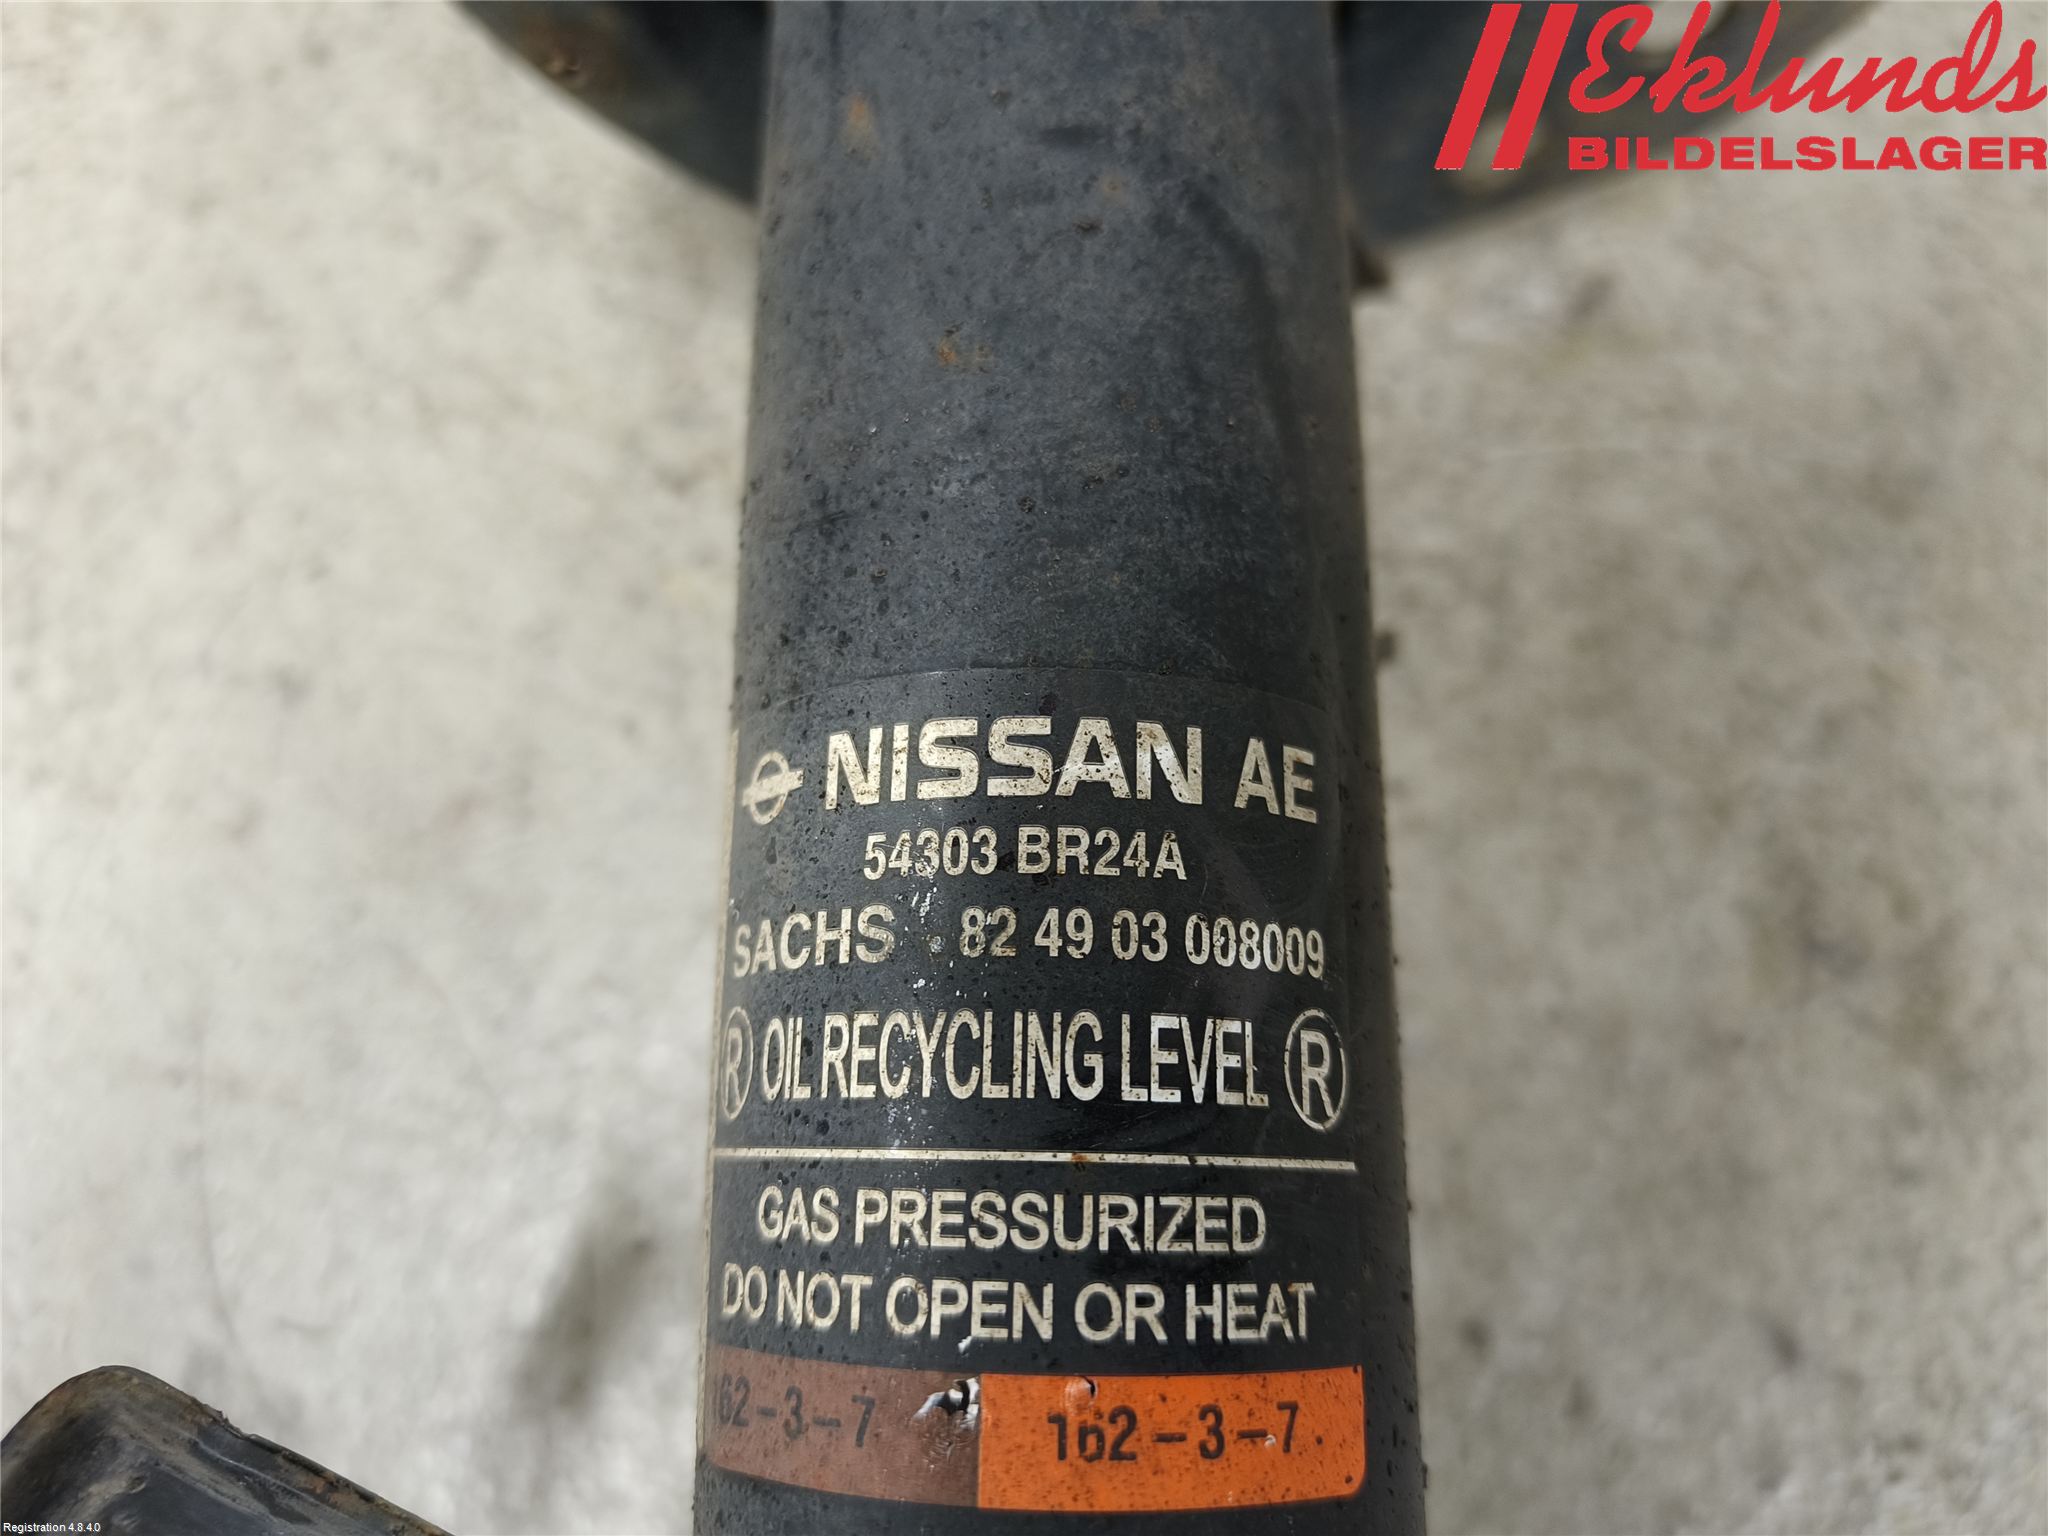 Eklunds
BILDELSLAGER
NISSAN AE
54303 BR24A
SACHS 82 49 03 008009
R OIL RECYCLING LEVEL R
GAS PRESSURIZED
DO NOT OPEN OR HEAT
162-3-7 162-3-7
Registration 4.8.4.0